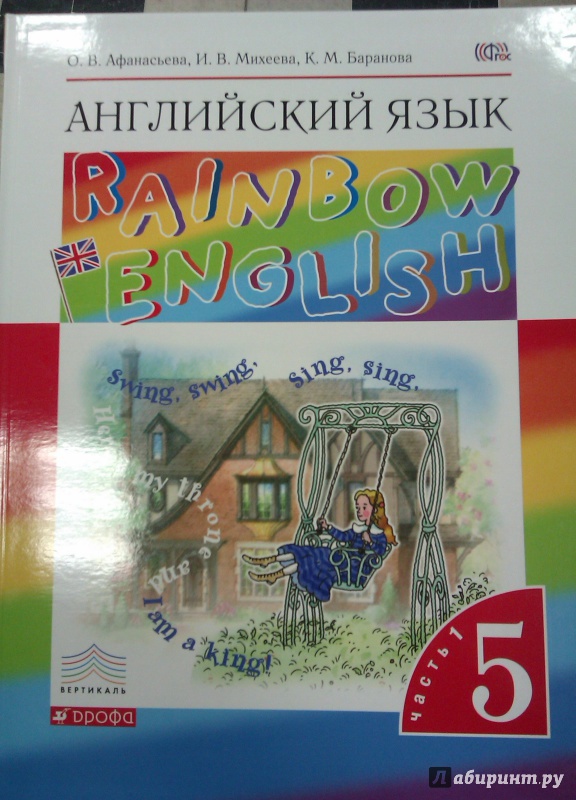 О. В. Афанасьева, И. В. Михеева, К. М. Баранова
ФГОС
АНГЛИЙСКИЙ ЯЗЫК
RAINBOW
ENGLISH
swing, swing,
sing, sing,
my throne and
I am a king!
часть 1
5
ВЕРТИКАЛЬ
ДРОФА
Лабиринт.ру